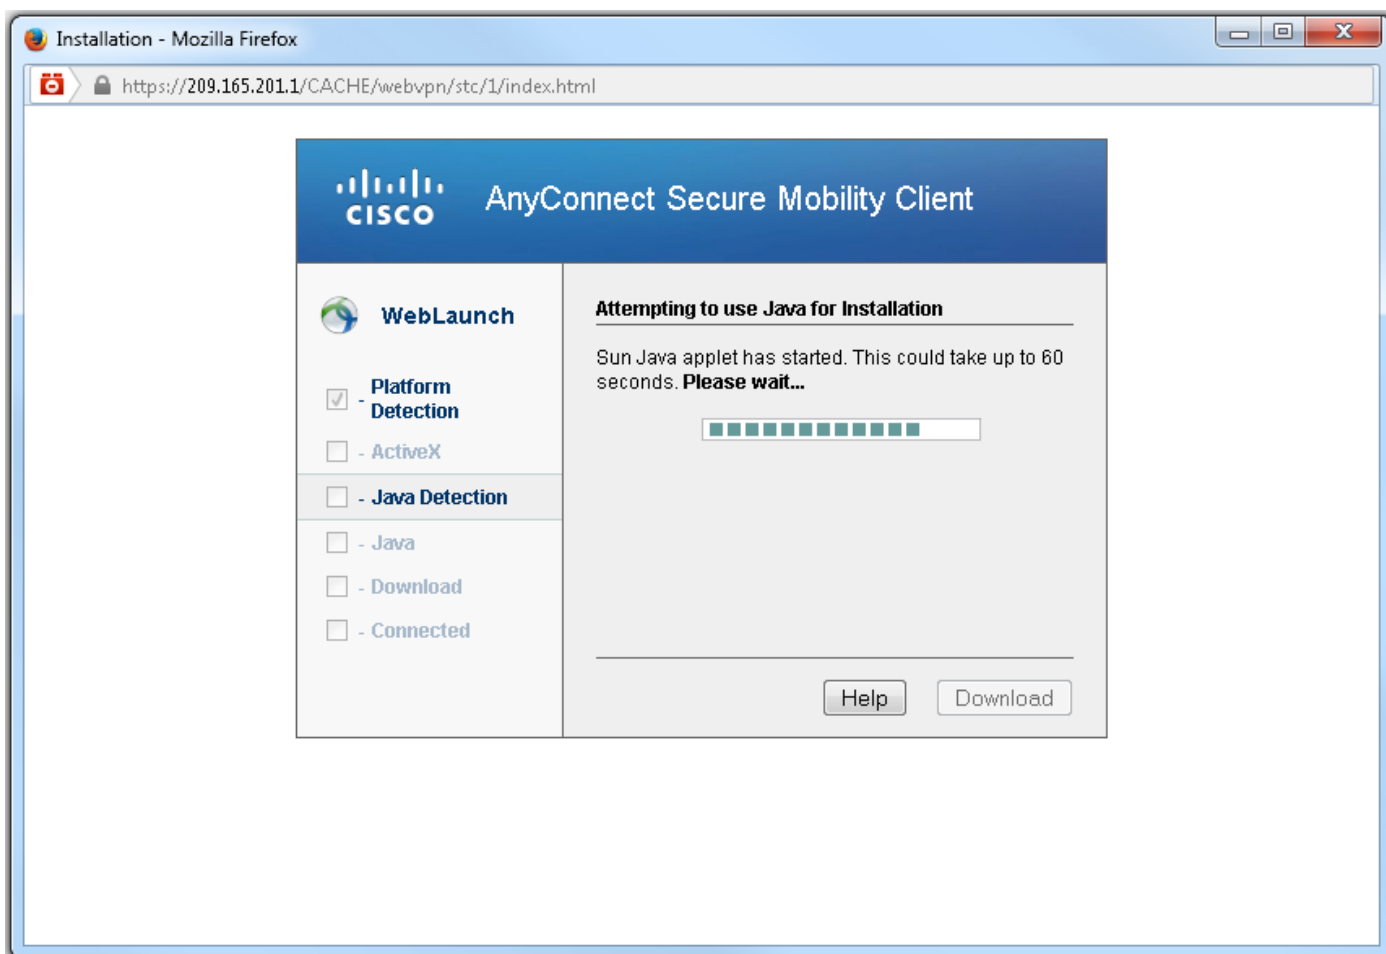 Installation - Mozilla Firefox
https://209.165.201.1/CACHE/webvpn/stc/1/index.html
CISCO
AnyConnect Secure Mobility Client
WebLaunch
- Platform
Detection
- ActiveX
- Java Detection
- Java
- Download
- Connected
Attempting to use Java for Installation
Sun Java applet has started. This could take up to 60
seconds. Please wait...
Help
Download